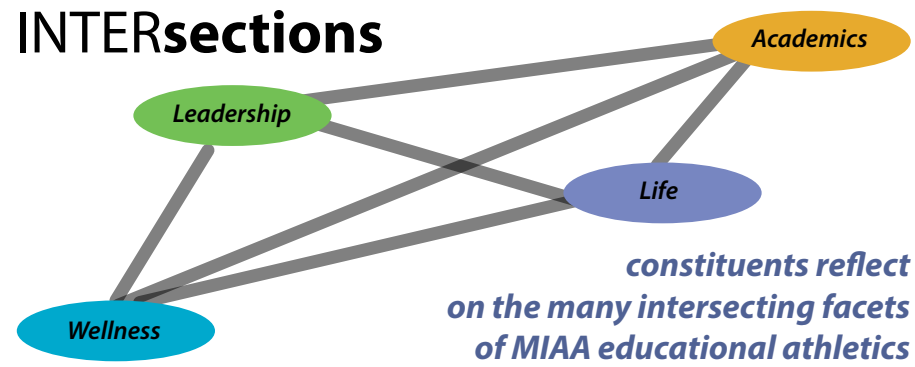 INTERsections
Academics
Leadership
Life
constituents reflect
on the many intersecting facets
Wellness
of MIAA educational athletics